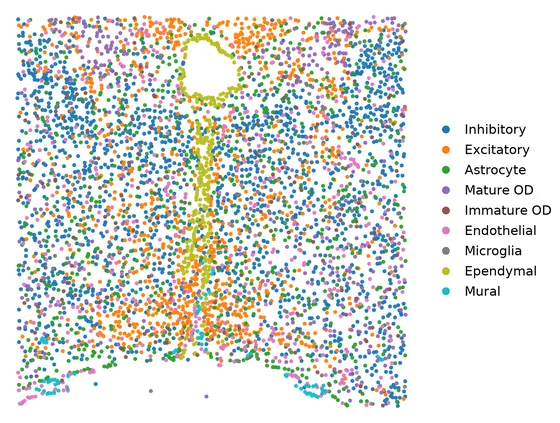 Inhibitory
Excitatory
Astrocyte
Mature OD
Immature OD
Endothelial
Microglia
Ependymal
Mural